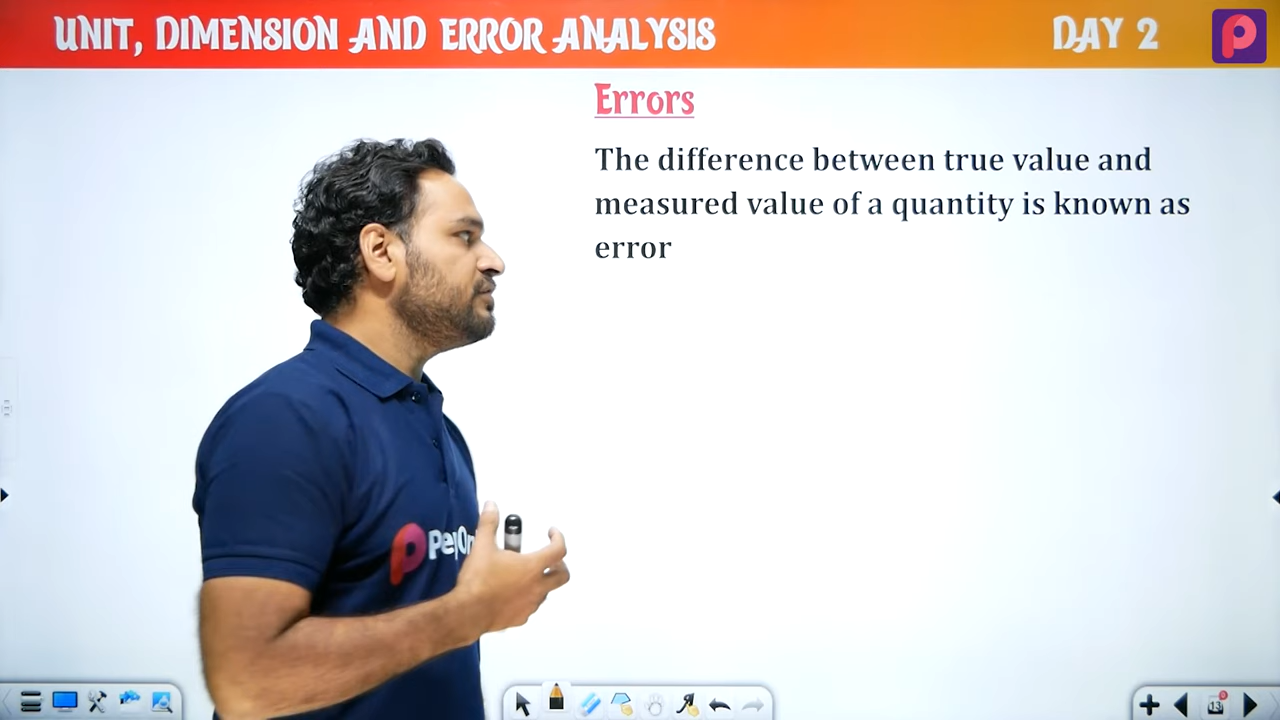 UNIT, DIMENSION AND ERROR ANALYSIS
DAY 2
Errors
The difference between true value and
measured value of a quantity is known as
error
13